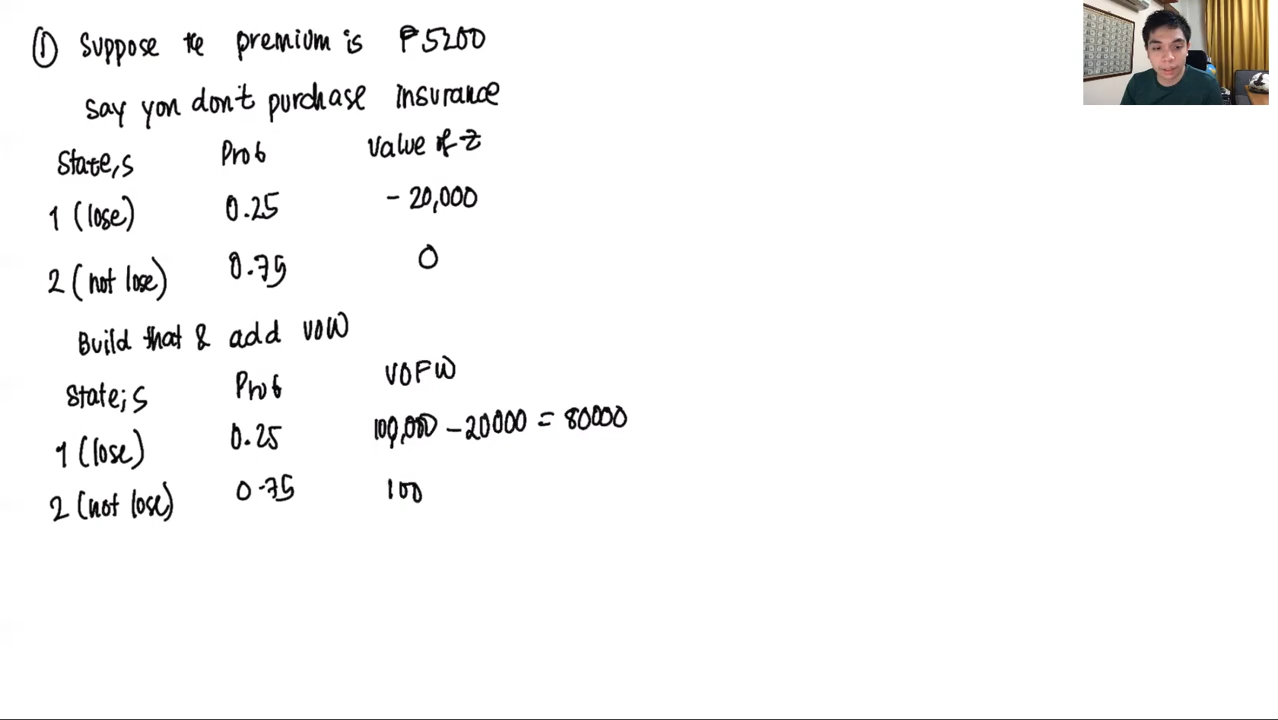 ① Suppose the premium is ₱5200
say you don't purchase insurance
State, s Prob Value of z
1 (lose) 0.25 - 20,000
2 (not lose) 0.75 0
Build that & add VOW
State; s Prob VOFW
1 (lose) 0.25 100,000 - 20000 = 80000
2 (not lose) 0.75 100